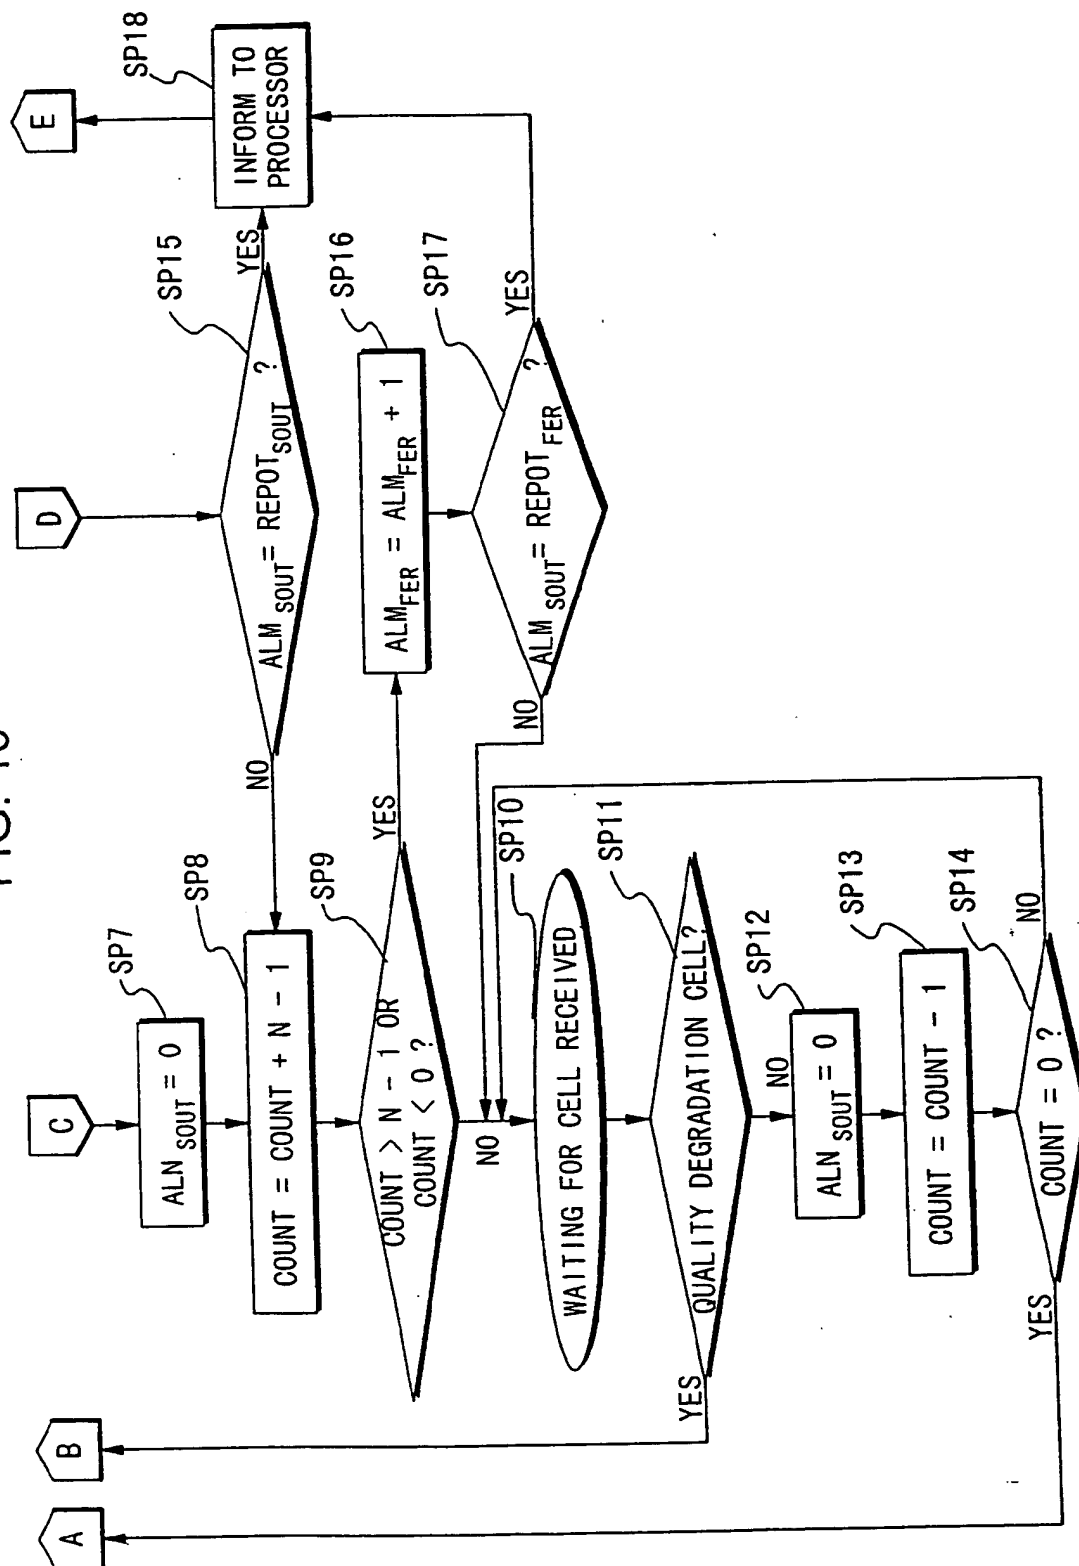 FIG.
A
B
C
D
E
SP7
ALN SOUT = 0
SP8
COUNT = COUNT + N - 1
NO
SP15
ALM SOUT = REPOT SOUT ?
YES
SP18
INFORM TO
PROCESSOR
SP9
COUNT > N - 1 OR
COUNT < 0 ?
YES
NO
SP16
ALM FER = ALM FER + 1
SP17
ALM SOUT = REPOT FER ?
NO
YES
SP10
WAITING FOR CELL RECEIVED
SP11
QUALITY DEGRADATION CELL?
YES
NO
SP12
ALN SOUT = 0
SP13
COUNT = COUNT - 1
SP14
COUNT = 0 ?
YES
NO